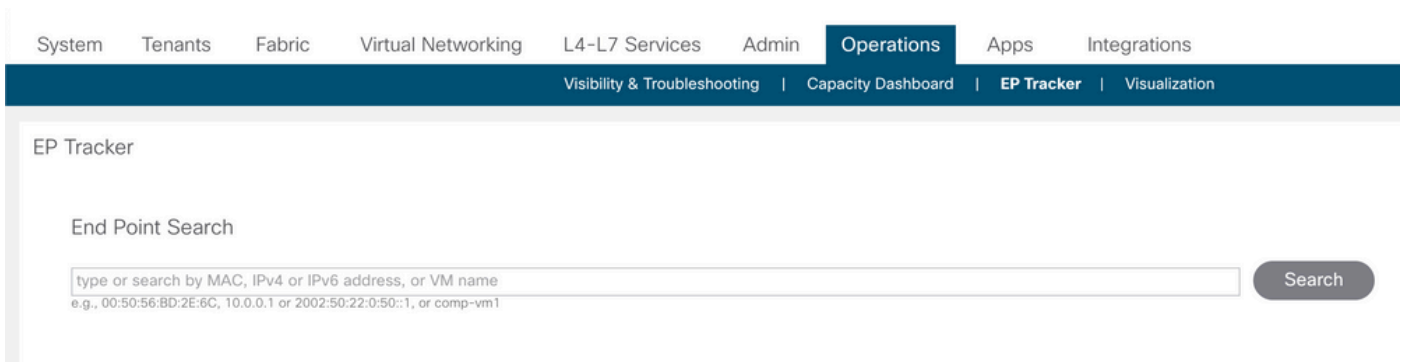 System Tenants Fabric Virtual Networking L4-L7 Services Admin Operations Apps Integrations
Visibility & Troubleshooting | Capacity Dashboard | EP Tracker | Visualization
EP Tracker
End Point Search
type or search by MAC, IPv4 or IPv6 address, or VM name
Search
e.g., 00:50:56:BD:2E:6C, 10.0.0.1 or 2002:50:22:0:50::1, or comp-vm1